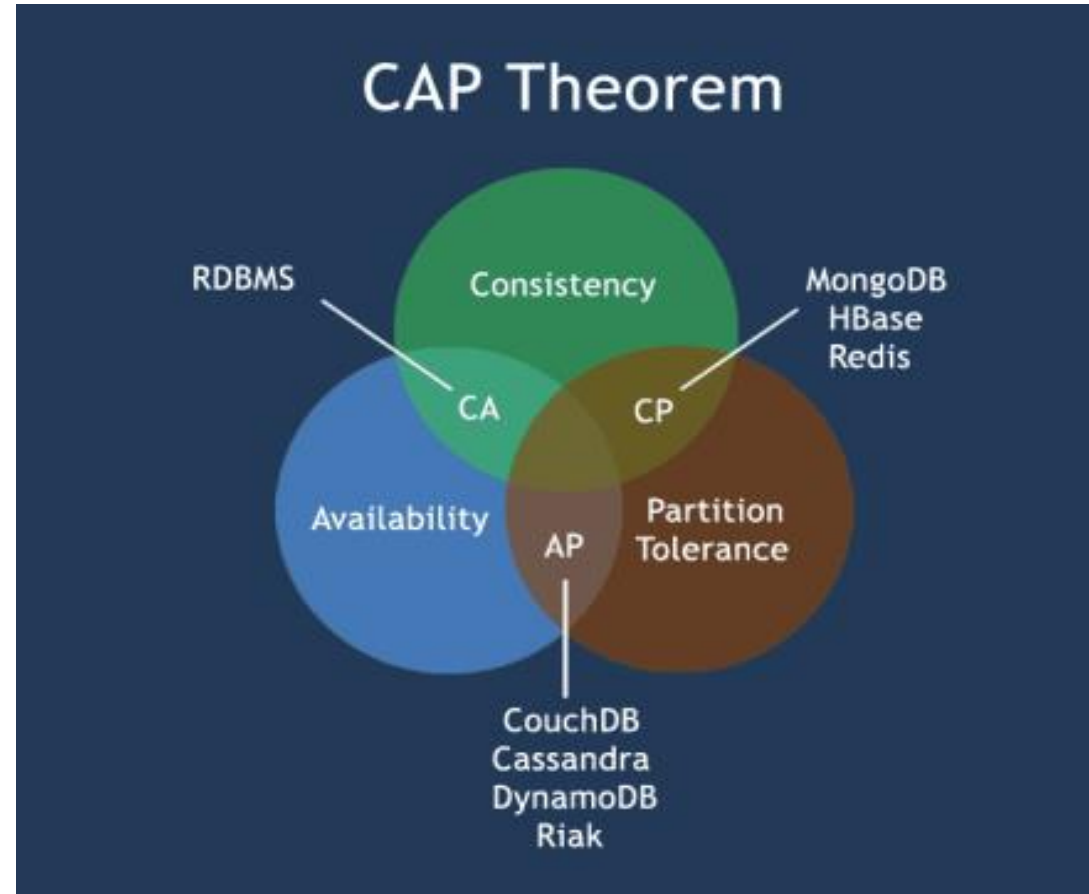 CAP Theorem
RDBMS
Consistency
MongoDB
HBase
Redis
CA
CP
Availability
Partition
Tolerance
AP
CouchDB
Cassandra
DynamoDB
Riak